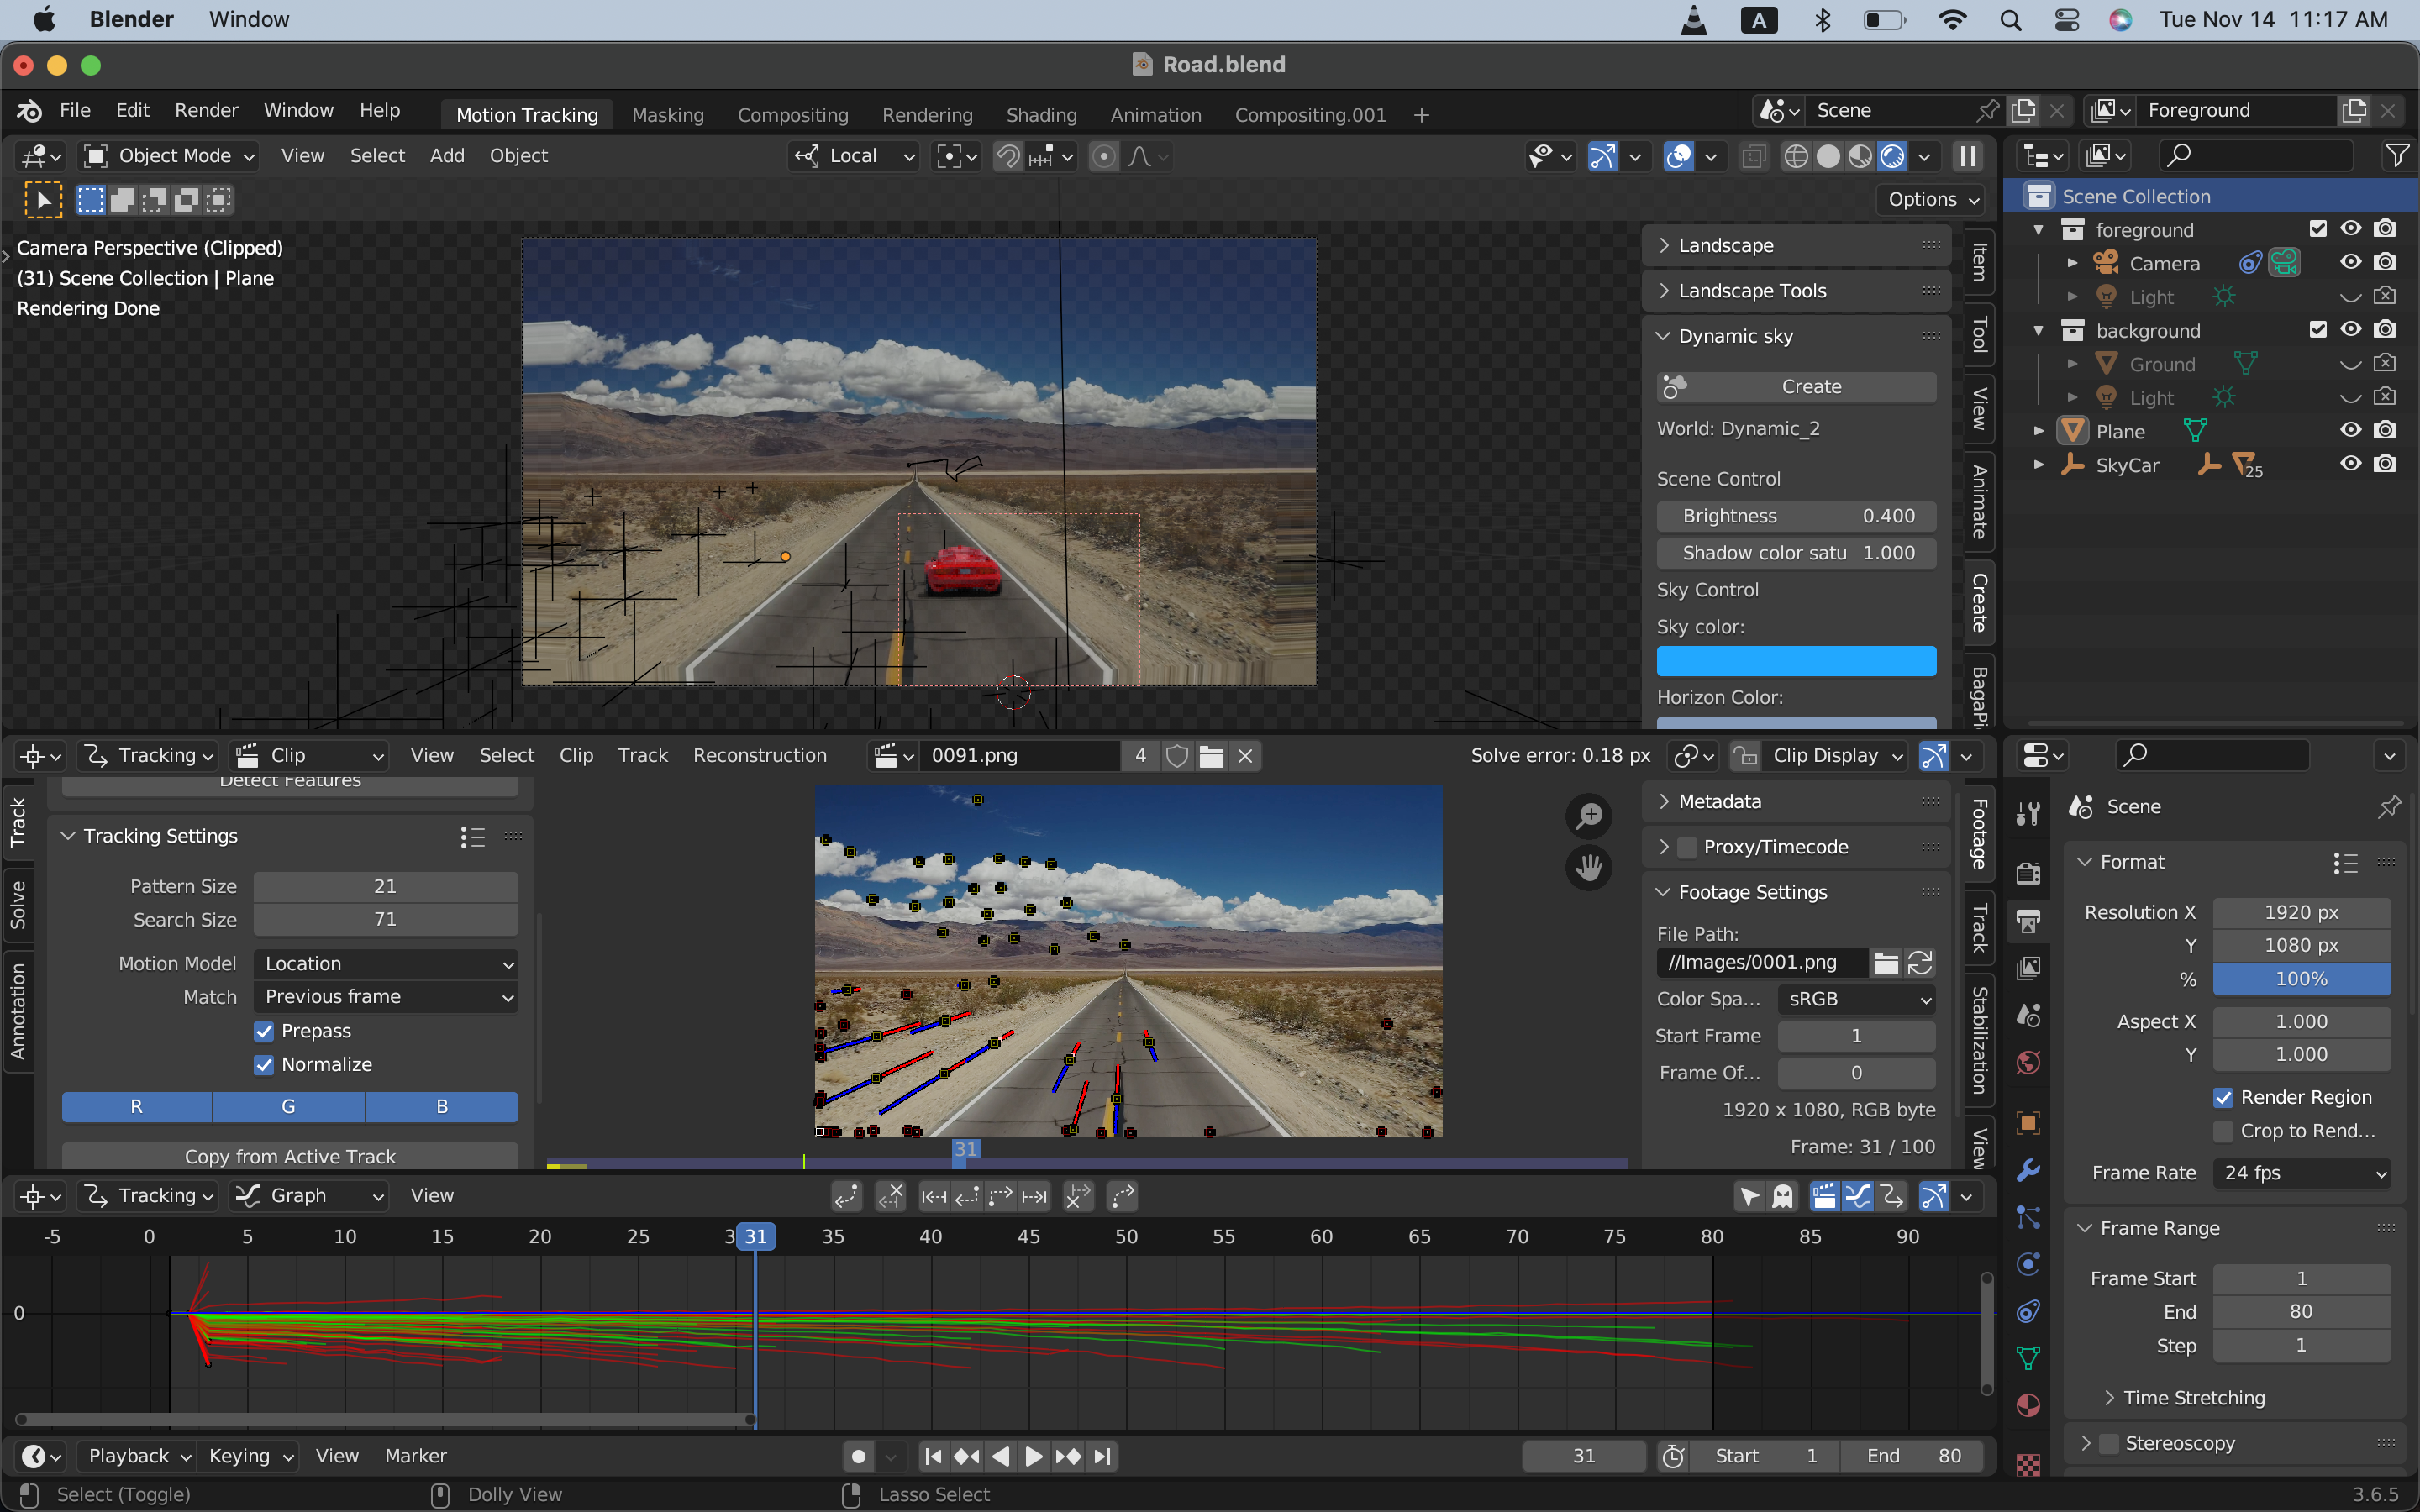 Blender Window A Tue Nov 14 11:17 AM
Road.blend
File Edit Render Window Help Motion Tracking Masking Compositing Rendering Shading Animation Compositing.001 + Scene Foreground
Object Mode View Select Add Object Local
Options
Camera Perspective (Clipped)
(31) Scene Collection | Plane
Rendering Done
Landscape
Landscape Tools
Dynamic sky
Create
World: Dynamic_2
Scene Control
Brightness 0.400
Shadow color satu 1.000
Sky Control
Sky color:
Horizon Color:
Item
Tool
View
Animate
Create
BagaPi
Scene Collection
foreground
Camera
Light
background
Ground
Light
Plane
SkyCar 25
Tracking Clip View Select Clip Track Reconstruction 0091.png 4 Solve error: 0.18 px Clip Display
Track
Solve
Annotation
Detect Features
Tracking Settings
Pattern Size 21
Search Size 71
Motion Model Location
Match Previous frame
Prepass
Normalize
R G B
Copy from Active Track
31
Metadata
Proxy/Timecode
Footage Settings
File Path:
//Images/0001.png
Color Spa... sRGB
Start Frame 1
Frame Of... 0
1920 x 1080, RGB byte
Frame: 31 / 100
Footage
Track
Stabilization
View
Scene
Format
Resolution X 1920 px
Y 1080 px
% 100%
Aspect X 1.000
Y 1.000
Render Region
Crop to Rend...
Frame Rate 24 fps
Frame Range
Frame Start 1
End 80
Step 1
Time Stretching
Stereoscopy
Tracking Graph View
-5 0 5 10 15 20 25 3 31 35 40 45 50 55 60 65 70 75 80 85 90
0
Playback Keying View Marker 31 Start 1 End 80
Select (Toggle) Dolly View Lasso Select 3.6.5